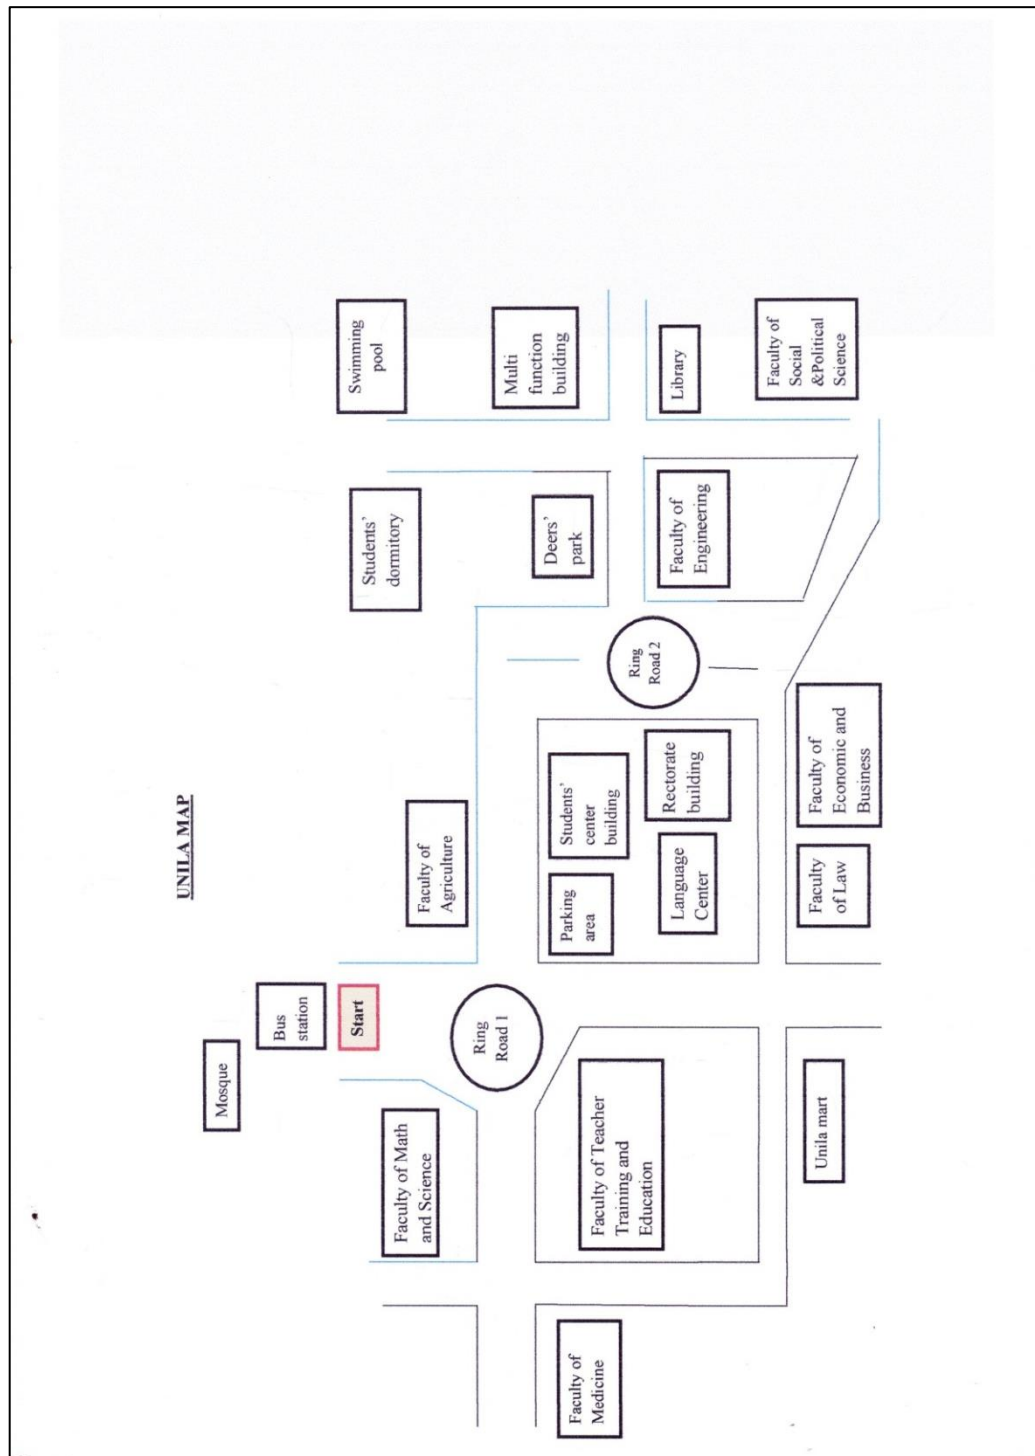 UNILA MAP
Mosque
Bus
station
Start
Swimming
pool
Students'
dormitory
Faculty of Math
and Science
Faculty of
Agriculture
Ring
Road 1
Multi
function
building
Deers'
park
Parking
area
Students'
center
building
Faculty of
Medicine
Faculty of Teacher
Training and
Education
Ring
Road 2
Rectorate
building
Language
Center
Faculty of
Engineering
Library
Faculty of
Social
&Political
Science
Unila mart
Faculty
of Law
Faculty of
Economic and
Business